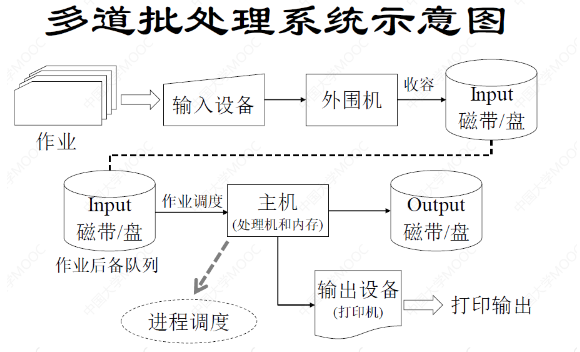 多道批处理系统示意图
作业
输入设备
外围机
收容
Input
磁带/盘
Input
磁带/盘
作业后备队列
作业调度
主机
(处理机和内存)
Output
磁带/盘
进程调度
输出设备
(打印机)
打印输出